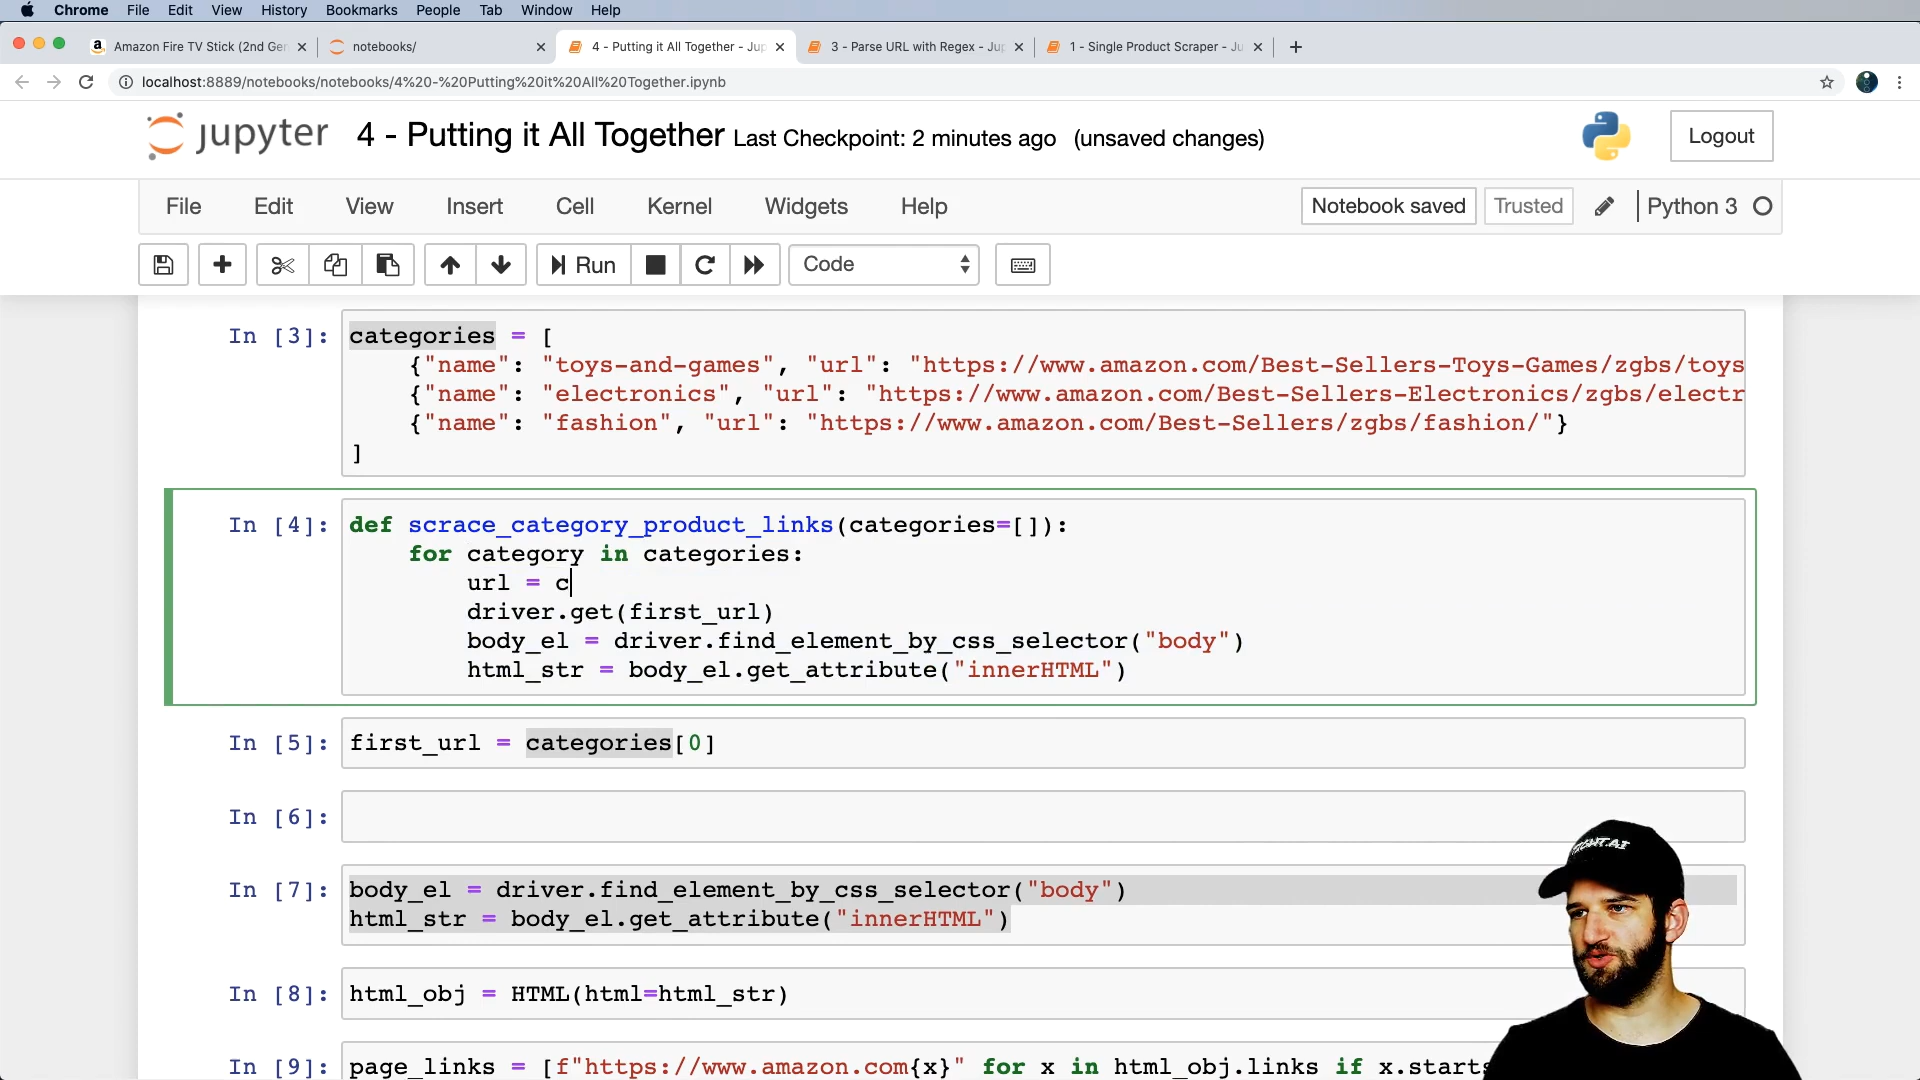 Chrome File Edit View History Bookmarks People Tab Window Help
Amazon Fire TV Stick (2nd Gen
notebooks/
4 - Putting it All Together - Jup
3 - Parse URL with Regex - Jup
1 - Single Product Scraper - Ju
localhost:8889/notebooks/notebooks/4%20-%20Putting%20it%20All%20Together.ipynb
jupyter 4 - Putting it All Together Last Checkpoint: 2 minutes ago (unsaved changes)
Logout
File Edit View Insert Cell Kernel Widgets Help
Notebook saved Trusted Python 3
Run Code
In [3]: categories = [
{"name": "toys-and-games", "url": "https://www.amazon.com/Best-Sellers-Toys-Games/zgbs/toys
{"name": "electronics", "url": "https://www.amazon.com/Best-Sellers-Electronics/zgbs/electr
{"name": "fashion", "url": "https://www.amazon.com/Best-Sellers/zgbs/fashion/"}
]
In [4]: def scrace_category_product_links(categories=[]):
for category in categories:
url = c
driver.get(first_url)
body_el = driver.find_element_by_css_selector("body")
html_str = body_el.get_attribute("innerHTML")
In [5]: first_url = categories[0]
In [6]:
In [7]: body_el = driver.find_element_by_css_selector("body")
html_str = body_el.get_attribute("innerHTML")
In [8]: html_obj = HTML(html=html_str)
In [9]: page_links = [f"https://www.amazon.com{x}" for x in html_obj.links if x.starts